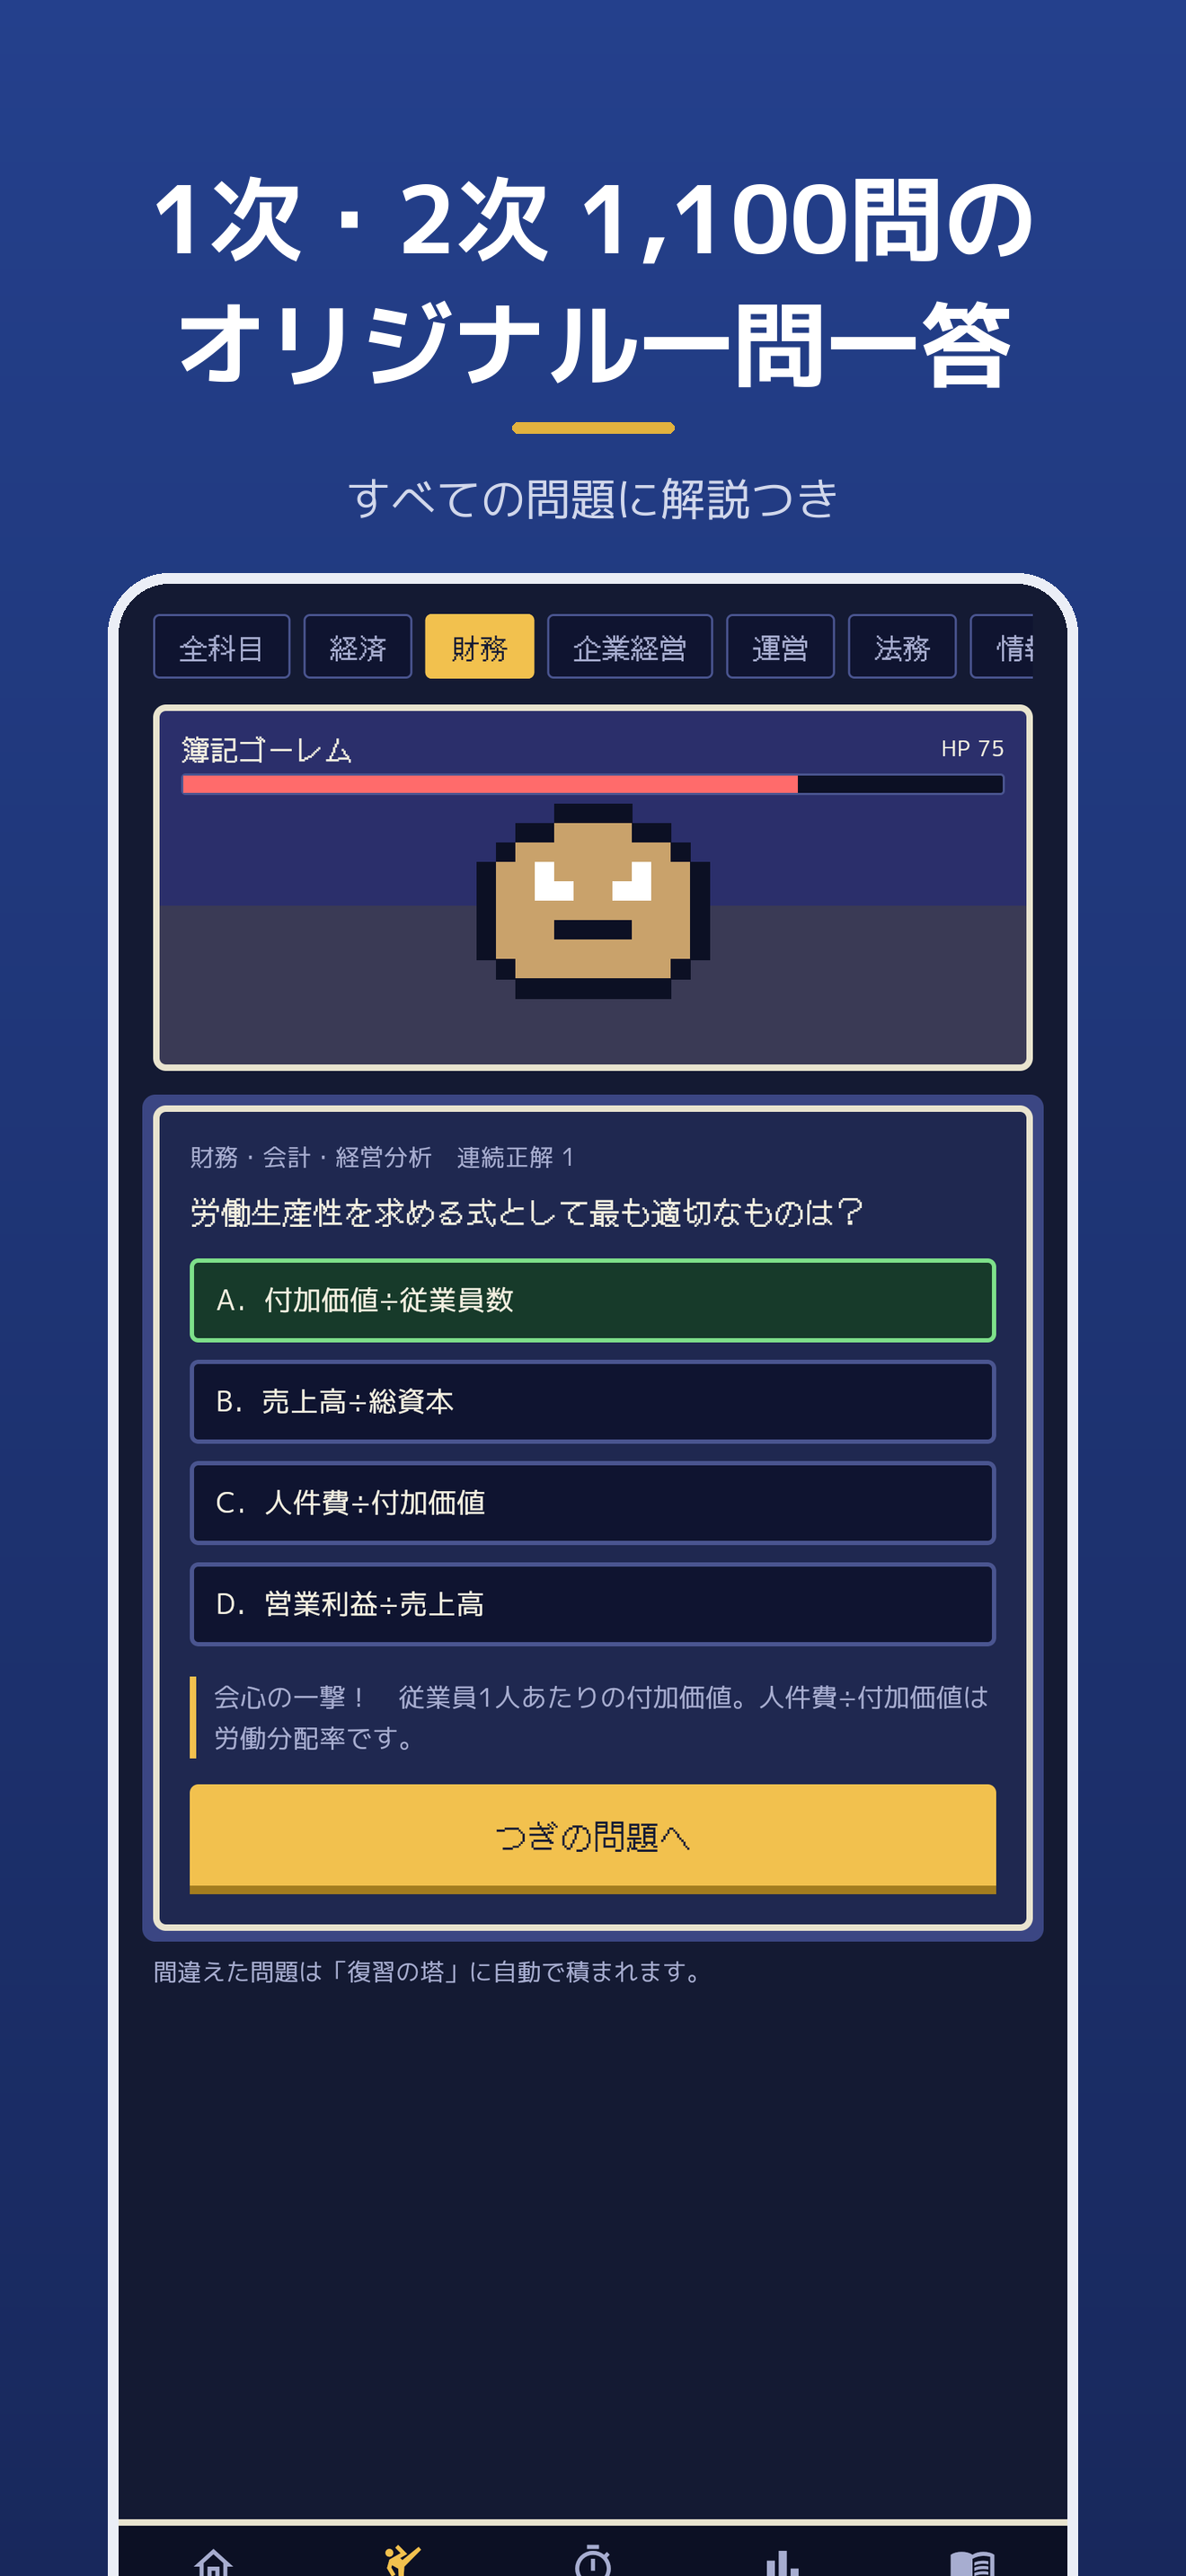 1次・2次 1,100問の
オリジナル一問一答
すべての問題に解説つき
全科目 経済 財務 企業経営 運営 法務 情
簿記ゴーレム HP 75
財務・会計・経営分析　連続正解 1
労働生産性を求める式として最も適切なものは？
A. 付加価値÷従業員数
B. 売上高÷総資本
C. 人件費÷付加価値
D. 営業利益÷売上高
会心の一撃！　従業員1人あたりの付加価値。人件費÷付加価値は
労働分配率です。
つぎの問題へ
間違えた問題は「復習の塔」に自動で積まれます。